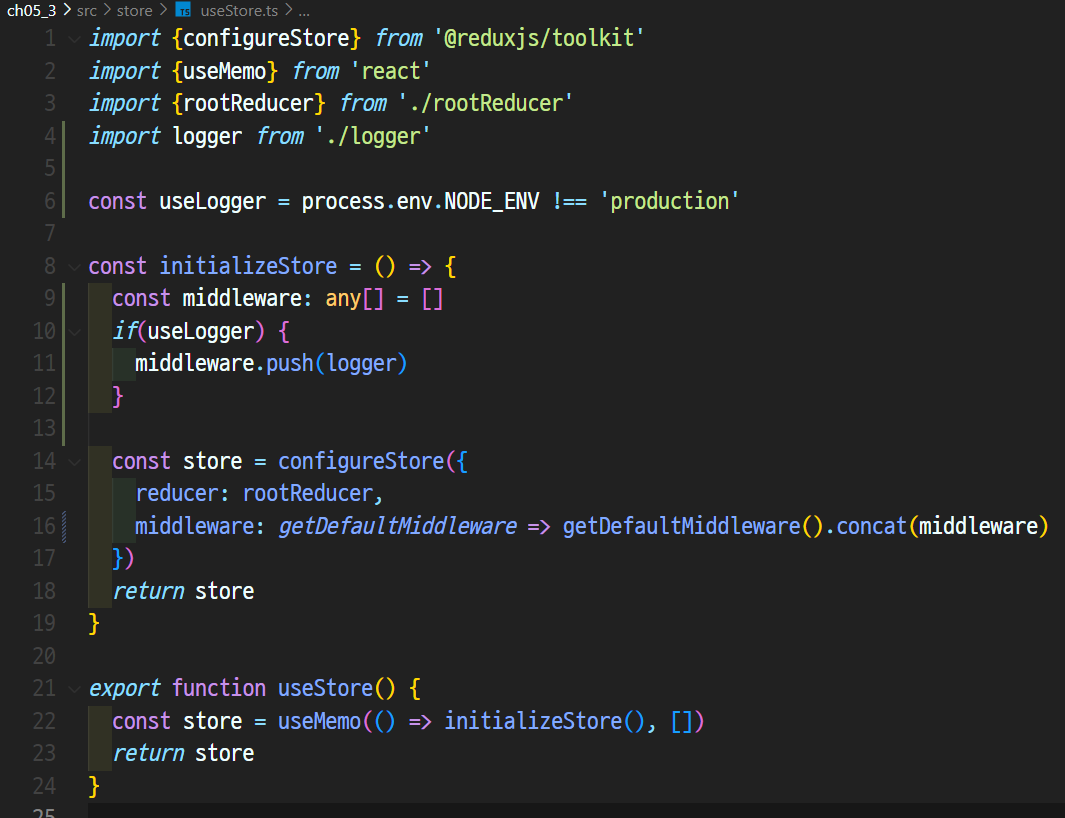 ch05_3 > src > store > TS useStore.ts > ...
1 import {configureStore} from '@reduxjs/toolkit'
2 import {useMemo} from 'react'
3 import {rootReducer} from './rootReducer'
4 import logger from './logger'
5
6 const useLogger = process.env.NODE_ENV !== 'production'
7
8 const initializeStore = () => {
9   const middleware: any[] = []
10   if(useLogger) {
11     middleware.push(logger)
12   }
13
14   const store = configureStore({
15     reducer: rootReducer,
16     middleware: getDefaultMiddleware => getDefaultMiddleware().concat(middleware)
17   })
18   return store
19 }
20
21 export function useStore() {
22   const store = useMemo(() => initializeStore(), [])
23   return store
24 }
25